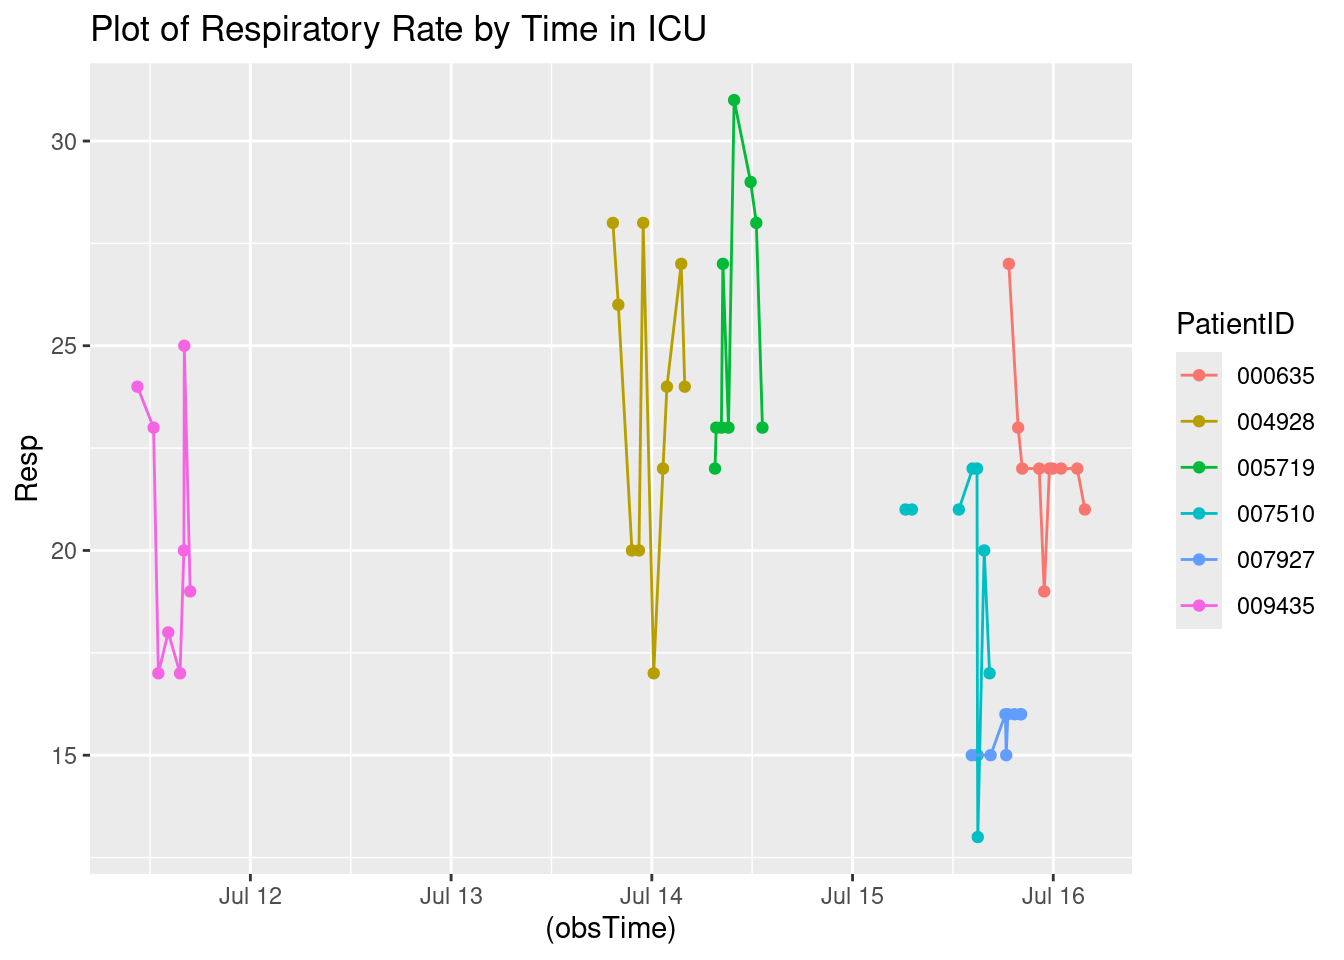 Plot of Respiratory Rate by Time in ICU
30
25
20
15
Resp
Jul 12
Jul 13
Jul 14
Jul 15
Jul 16
(obsTime)
PatientID
000635
004928
005719
007510
007927
009435